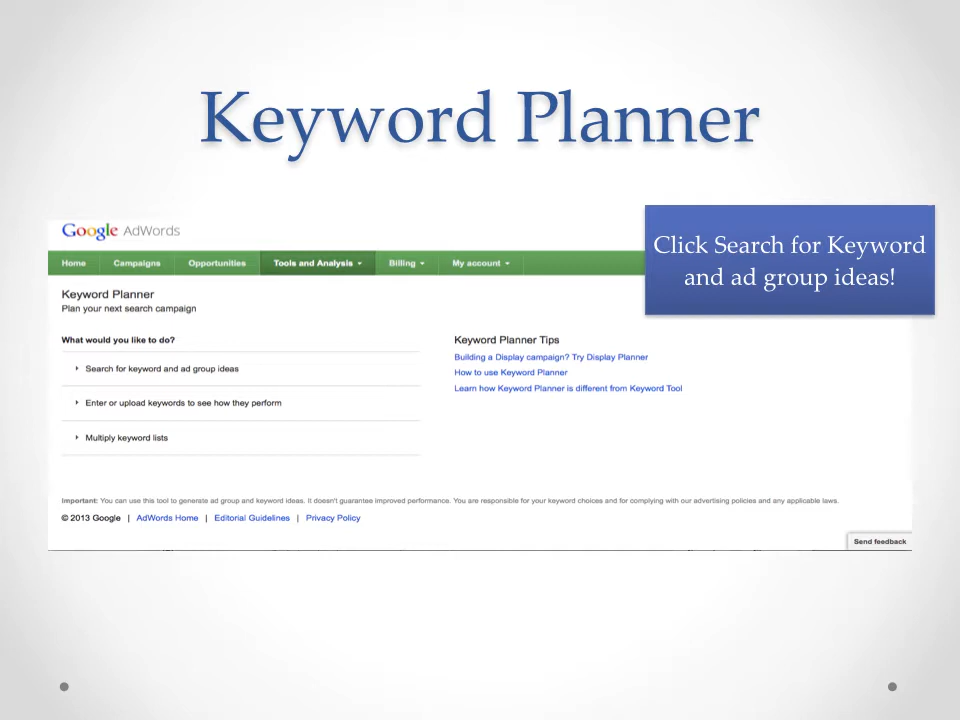 Keyword Planner
Google AdWords
Click Search for Keyword
and ad group ideas!
Home Campaigns Opportunities Tools and Analysis Billing My account
Keyword Planner
Plan your next search campaign
What would you like to do?
Search for keyword and ad group ideas
Enter or upload keywords to see how they perform
Multiply keyword lists
Keyword Planner Tips
Building a Display campaign? Try Display Planner
How to use Keyword Planner
Learn how Keyword Planner is different from Keyword Tool
Important: You can use this tool to generate ad group and keyword ideas. It doesn't guarantee improved performance. You are responsible for your keyword choices and for complying with our advertising policies and any applicable laws.
© 2013 Google | AdWords Home | Editorial Guidelines | Privacy Policy
Send feedback